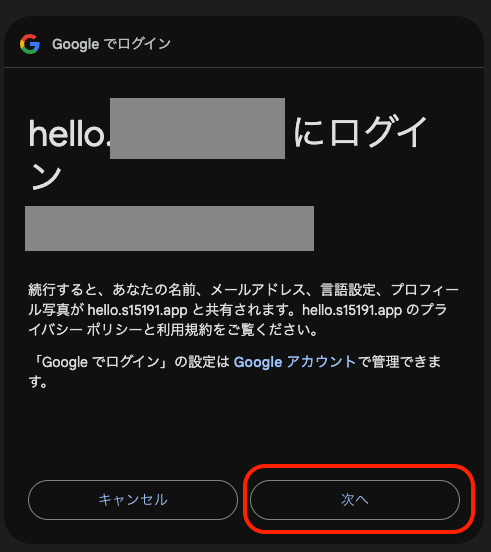 Google でログイン
hello.
にログイ
ン
続行すると、あなたの名前、メールアドレス、言語設定、プロフィー
ル写真が hello.s15191.app と共有されます。hello.s15191.app のプラ
イバシー ポリシーと利用規約をご覧ください。
「Google でログイン」の設定は Google アカウントで管理できま
す。
キャンセル
次へ